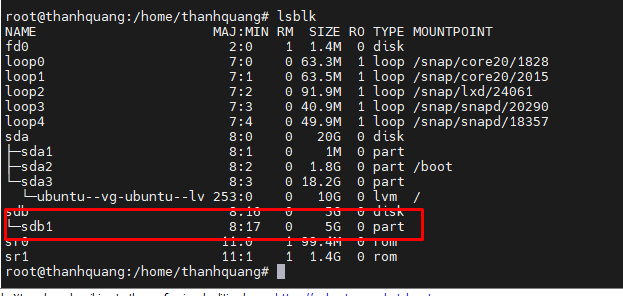 root@thanhquang:/home/thanhquang# lsblk
NAME MAJ:MIN RM SIZE RO TYPE MOUNTPOINT
fd0 2:0 1 1.4M 0 disk
loop0 7:0 0 63.3M 1 loop /snap/core20/1828
loop1 7:1 0 63.5M 1 loop /snap/core20/2015
loop2 7:2 0 91.9M 1 loop /snap/lxd/24061
loop3 7:3 0 40.9M 1 loop /snap/snapd/20290
loop4 7:4 0 49.9M 1 loop /snap/snapd/18357
sda 8:0 0 20G 0 disk
├─sda1 8:1 0 1M 0 part
├─sda2 8:2 0 1.8G 0 part /boot
└─sda3 8:3 0 18.2G 0 part
└─ubuntu--vg-ubuntu--lv 253:0 0 10G 0 lvm /
sdb 8:16 0 5G 0 disk
└─sdb1 8:17 0 5G 0 part
sr0 11:0 1 99.4M 0 rom
sr1 11:1 1 1.4G 0 rom
root@thanhquang:/home/thanhquang#